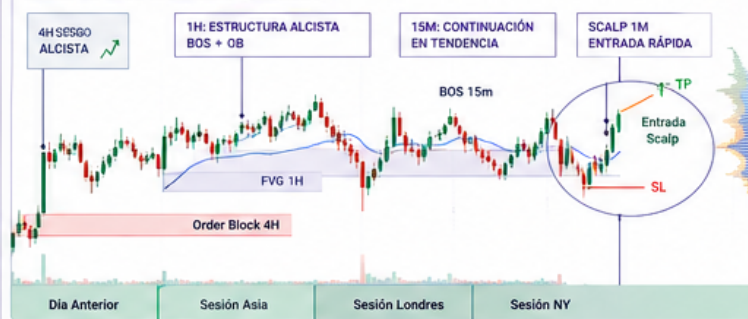 4H SESGO
ALCISTA
1H: ESTRUCTURA ALCISTA
BOS + OB
15M: CONTINUACIÓN
EN TENDENCIA
SCALP 1M
ENTRADA RÁPIDA
BOS 15m
TP
Entrada
Scalp
FVG 1H
SL
Order Block 4H
Dia Anterior
Sesión Asia
Sesión Londres
Sesión NY